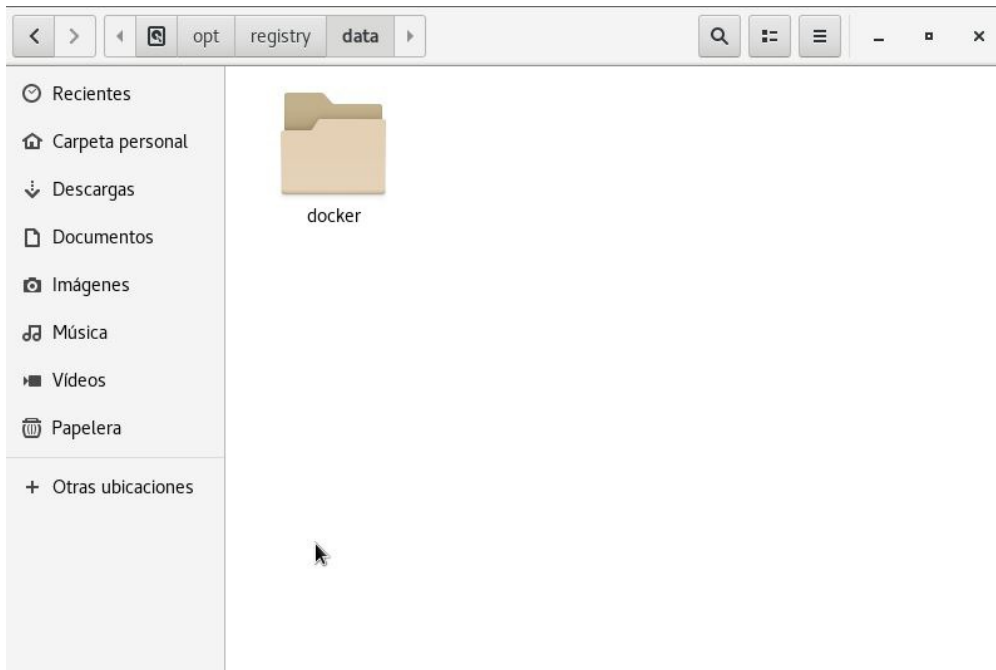 opt registry data
Recientes
Carpeta personal
docker
Descargas
Documentos
Imágenes
Música
Vídeos
Papelera
Otras ubicaciones